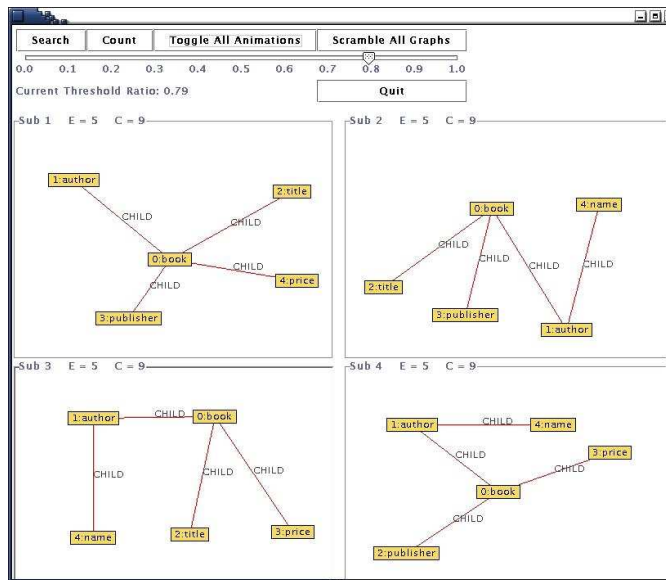 Search Count Toggle All Animations Scramble All Graphs
0.0 0.1 0.2 0.3 0.4 0.5 0.6 0.7 0.8 0.9 1.0
Current Threshold Ratio: 0.79 Quit
Sub 1 E = 5 C = 9
1:author
2:title
CHILD
CHILD
0:book
CHILD
4:price
CHILD
3:publisher
Sub 2 E = 5 C = 9
4:name
0:book
CHILD
CHILD
CHILD
CHILD
2:title
3:publisher
1:author
Sub 3 E = 5 C = 9
1:author
CHILD
0:book
CHILD
CHILD
CHILD
4:name
2:title
3:price
Sub 4 E = 5 C = 9
1:author
CHILD
4:name
3:price
CHILD
CHILD
0:book
CHILD
2:publisher